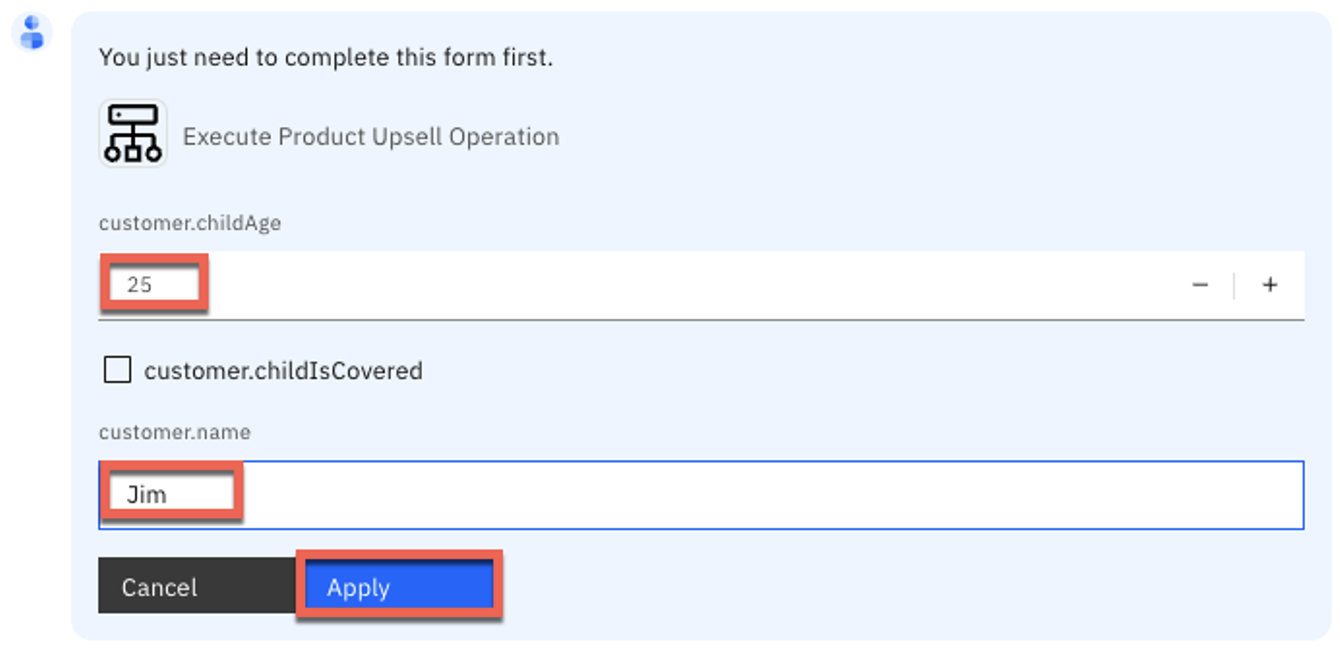 You just need to complete this form first.
Execute Product Upsell Operation
customer.childAge
25
customer.childIsCovered
customer.name
Jim
Cancel Apply